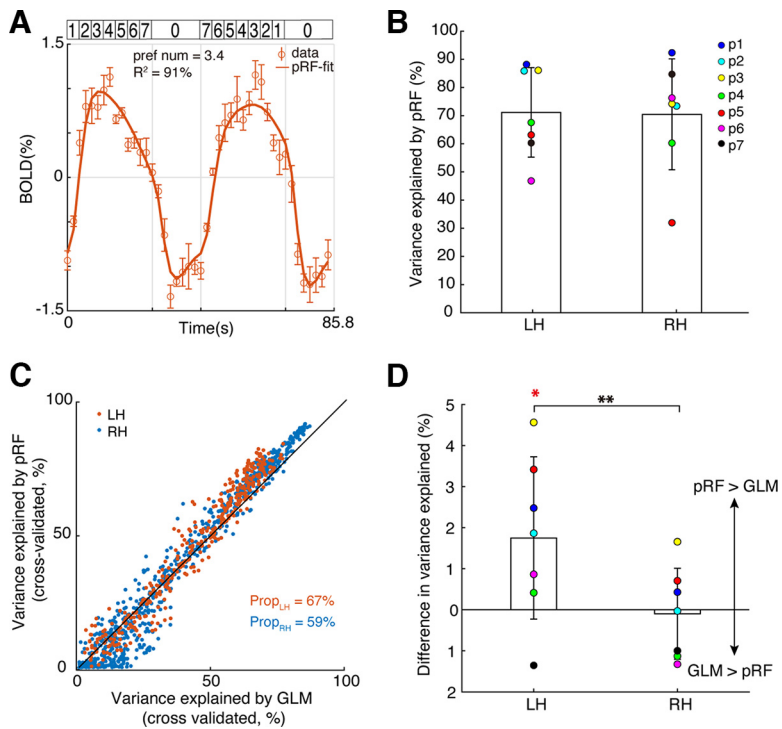 A
1 2 3 4 5 6 7 0 7 6 5 4 3 2 1 0
1.5
pref num = 3.4
R² = 91%
data
pRF-fit
BOLD(%)
0
-1.5
0
Time(s)
85.8
B
Variance explained by pRF (%)
100
90
80
70
60
50
40
30
20
10
0
LH
RH
p1
p2
p3
p4
p5
p6
p7
C
Variance explained by pRF
(cross-validated, %)
100
50
0
LH
RH
PropLH = 67%
PropRH = 59%
0
50
100
Variance explained by GLM
(cross validated, %)
D
Difference in variance explained (%)
5
4
3
2
1
0
1
2
*
**
pRF > GLM
GLM > pRF
LH
RH